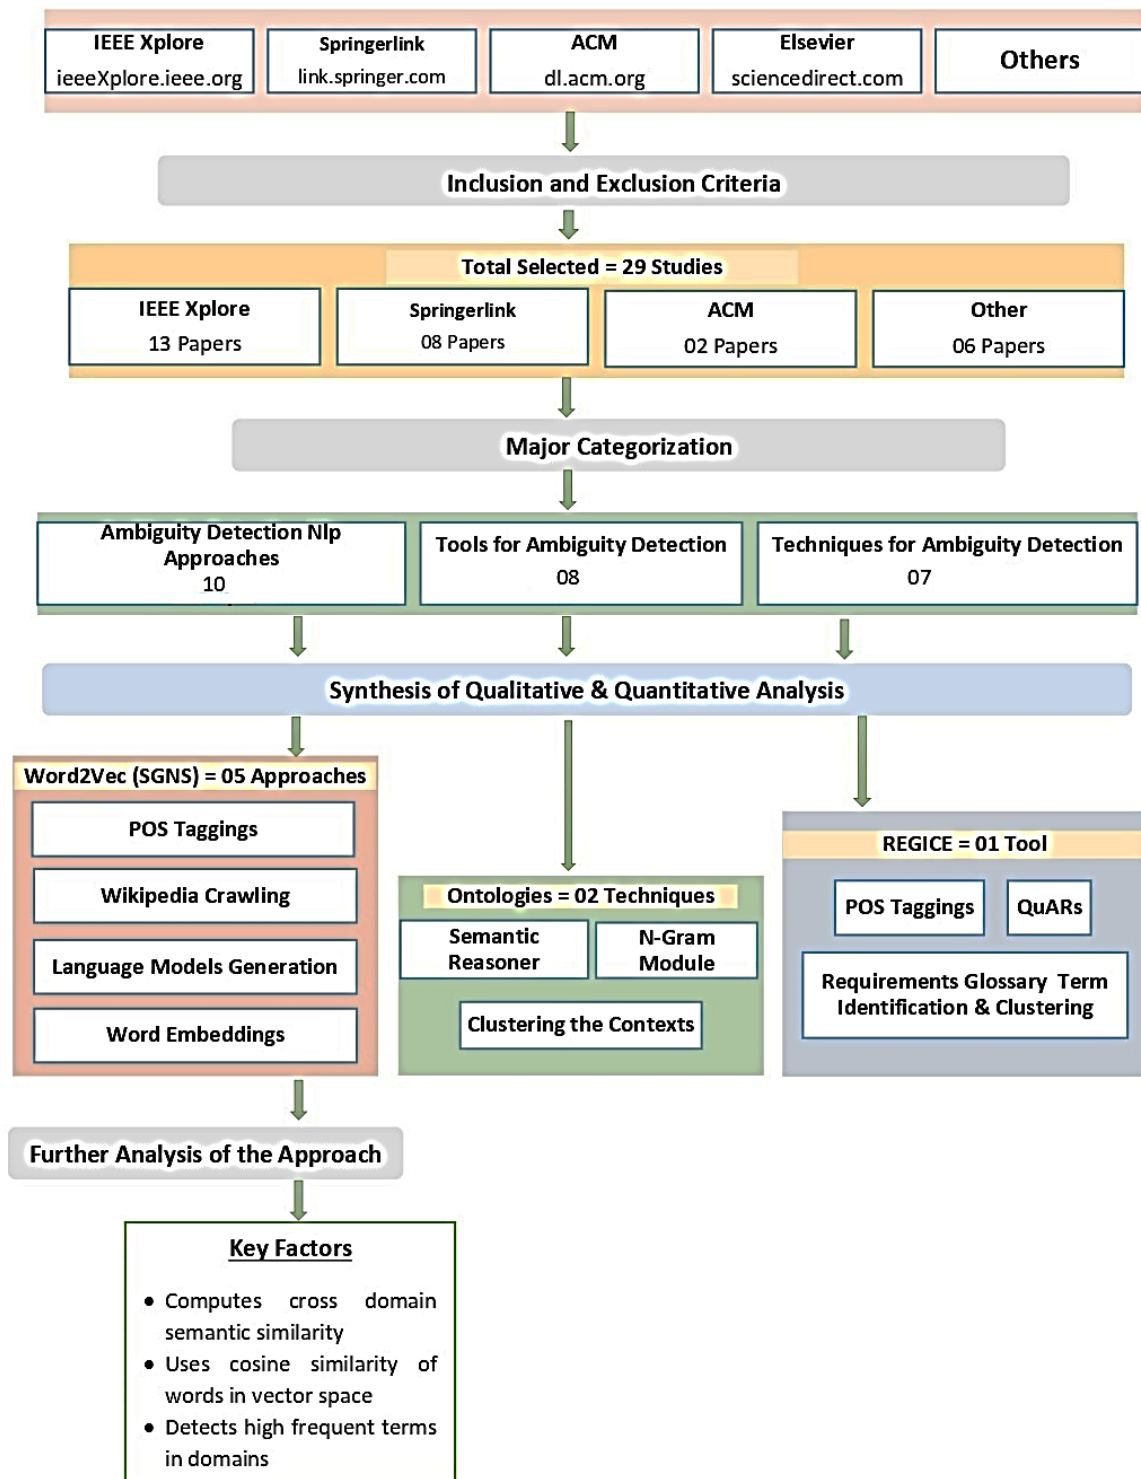 IEEE Xplore
ieeeXplore.ieee.org
Springerlink
link.springer.com
ACM
dl.acm.org
Elsevier
sciencedirect.com
Others
Inclusion and Exclusion Criteria
Total Selected = 29 Studies
IEEE Xplore
13 Papers
Springerlink
08 Papers
ACM
02 Papers
Other
06 Papers
Major Categorization
Ambiguity Detection Nlp
Approaches
10
Tools for Ambiguity Detection
08
Techniques for Ambiguity Detection
07
Synthesis of Qualitative & Quantitative Analysis
Word2Vec (SGNS) = 05 Approaches
POS Taggings
Wikipedia Crawling
Language Models Generation
Word Embeddings
Ontologies = 02 Techniques
Semantic
Reasoner
N-Gram
Module
Clustering the Contexts
REGICE = 01 Tool
POS Taggings
QuARs
Requirements Glossary Term
Identification & Clustering
Further Analysis of the Approach
Key Factors
• Computes cross domain
semantic similarity
• Uses cosine similarity of
words in vector space
• Detects high frequent terms
in domains